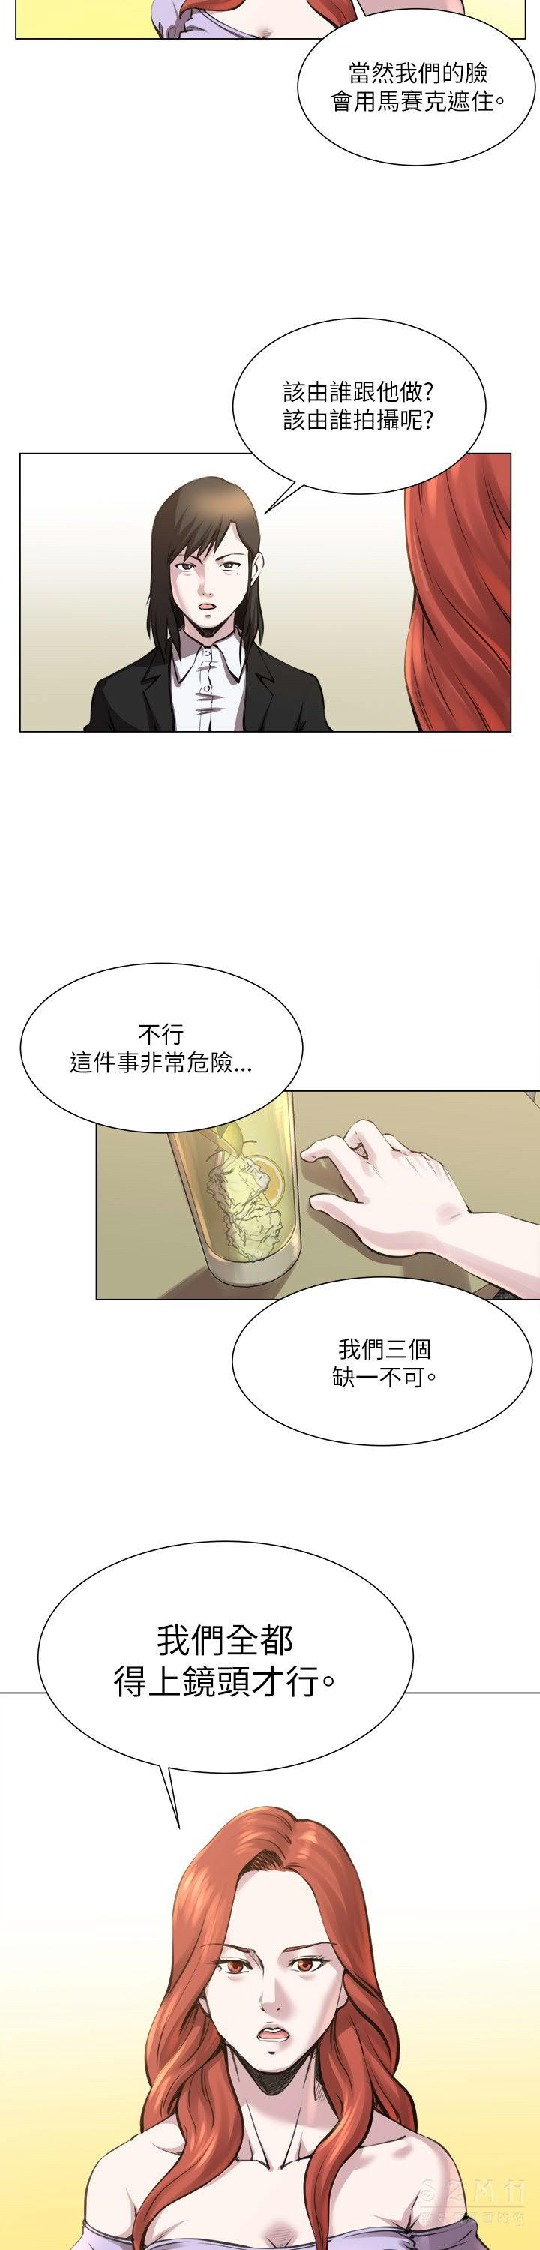 當然我們的臉
會用馬賽克遮住。
該由誰跟他做?
該由誰拍攝呢?
不行
這件事非常危險...
我們三個
缺一不可。
我們全都
得上鏡頭才行。
SZMH